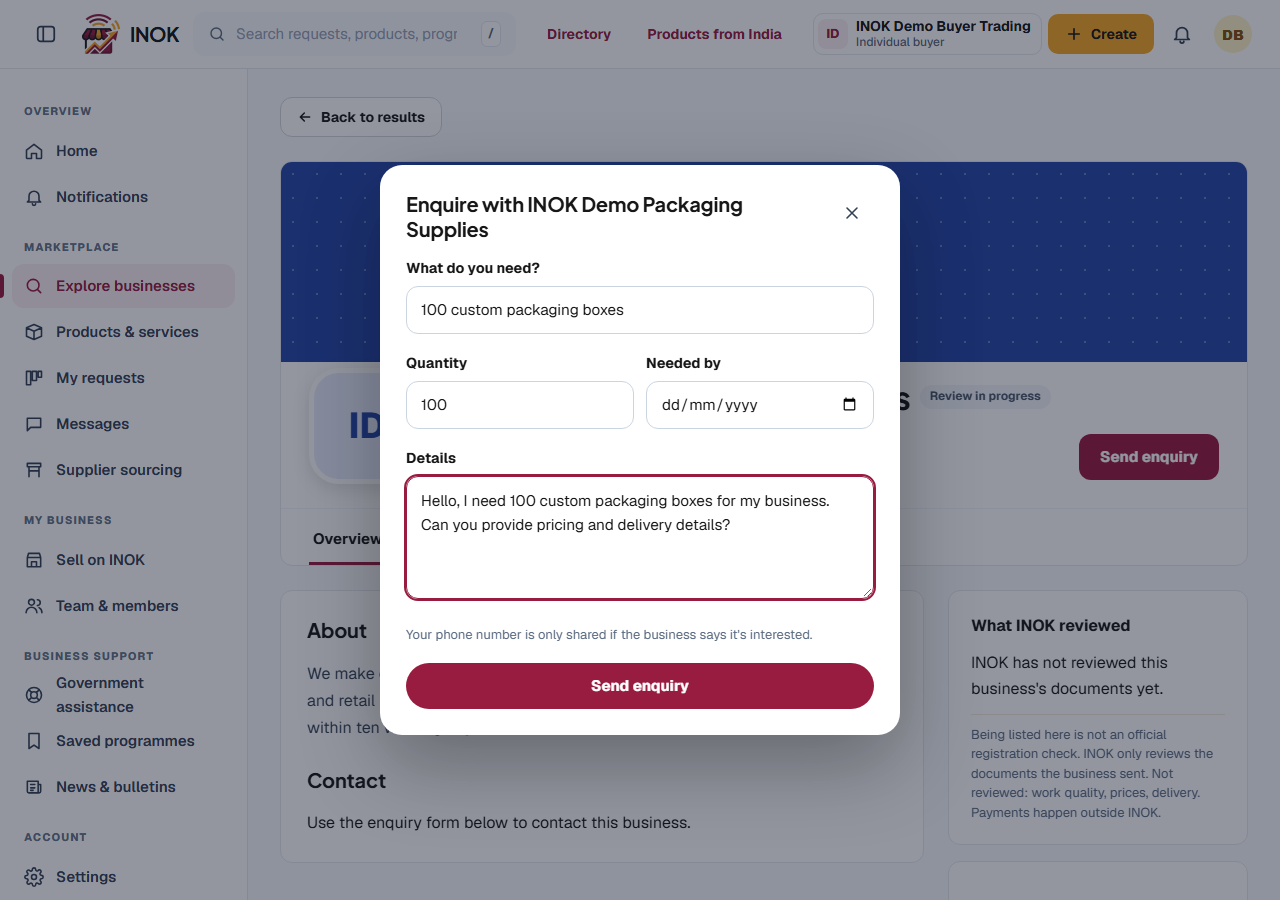 INOK
Search requests, products, progr
/
Directory
Products from India
ID
INOK Demo Buyer Trading
Individual buyer
Create
DB
OVERVIEW
Home
Notifications
MARKETPLACE
Explore businesses
Products & services
My requests
Messages
Supplier sourcing
MY BUSINESS
Sell on INOK
Team & members
BUSINESS SUPPORT
Government
assistance
Saved programmes
News & bulletins
ACCOUNT
Settings
Back to results
ID
s
Review in progress
Send enquiry
Overview
Enquire with INOK Demo Packaging
Supplies
What do you need?
100 custom packaging boxes
Quantity
Needed by
100
dd/mm/yyyy
Details
Hello, I need 100 custom packaging boxes for my business.
Can you provide pricing and delivery details?
Your phone number is only shared if the business says it's interested.
Send enquiry
About
We make
and retail
within ten
Contact
Use the enquiry form below to contact this business.
What INOK reviewed
INOK has not reviewed this
business's documents yet.
Being listed here is not an official
registration check. INOK only reviews the
documents the business sent. Not
reviewed: work quality, prices, delivery.
Payments happen outside INOK.